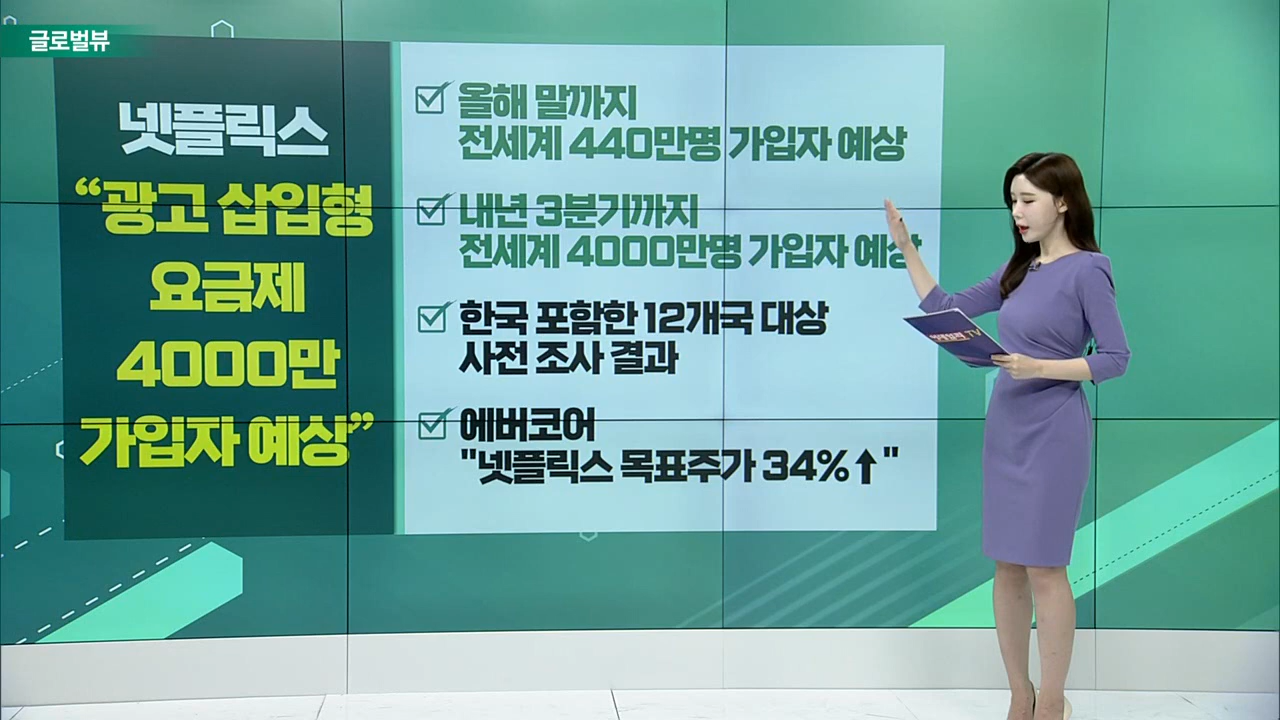 글로벌뷰
넷플릭스
“광고 삽입형
요금제
4000만
가입자 예상”
올해 말까지
전세계 440만명 가입자 예상
내년 3분기까지
전세계 4000만명 가입자 예상
한국 포함한 12개국 대상
사전 조사 결과
에버코어
"넷플릭스 목표주가 34%↑"
TV